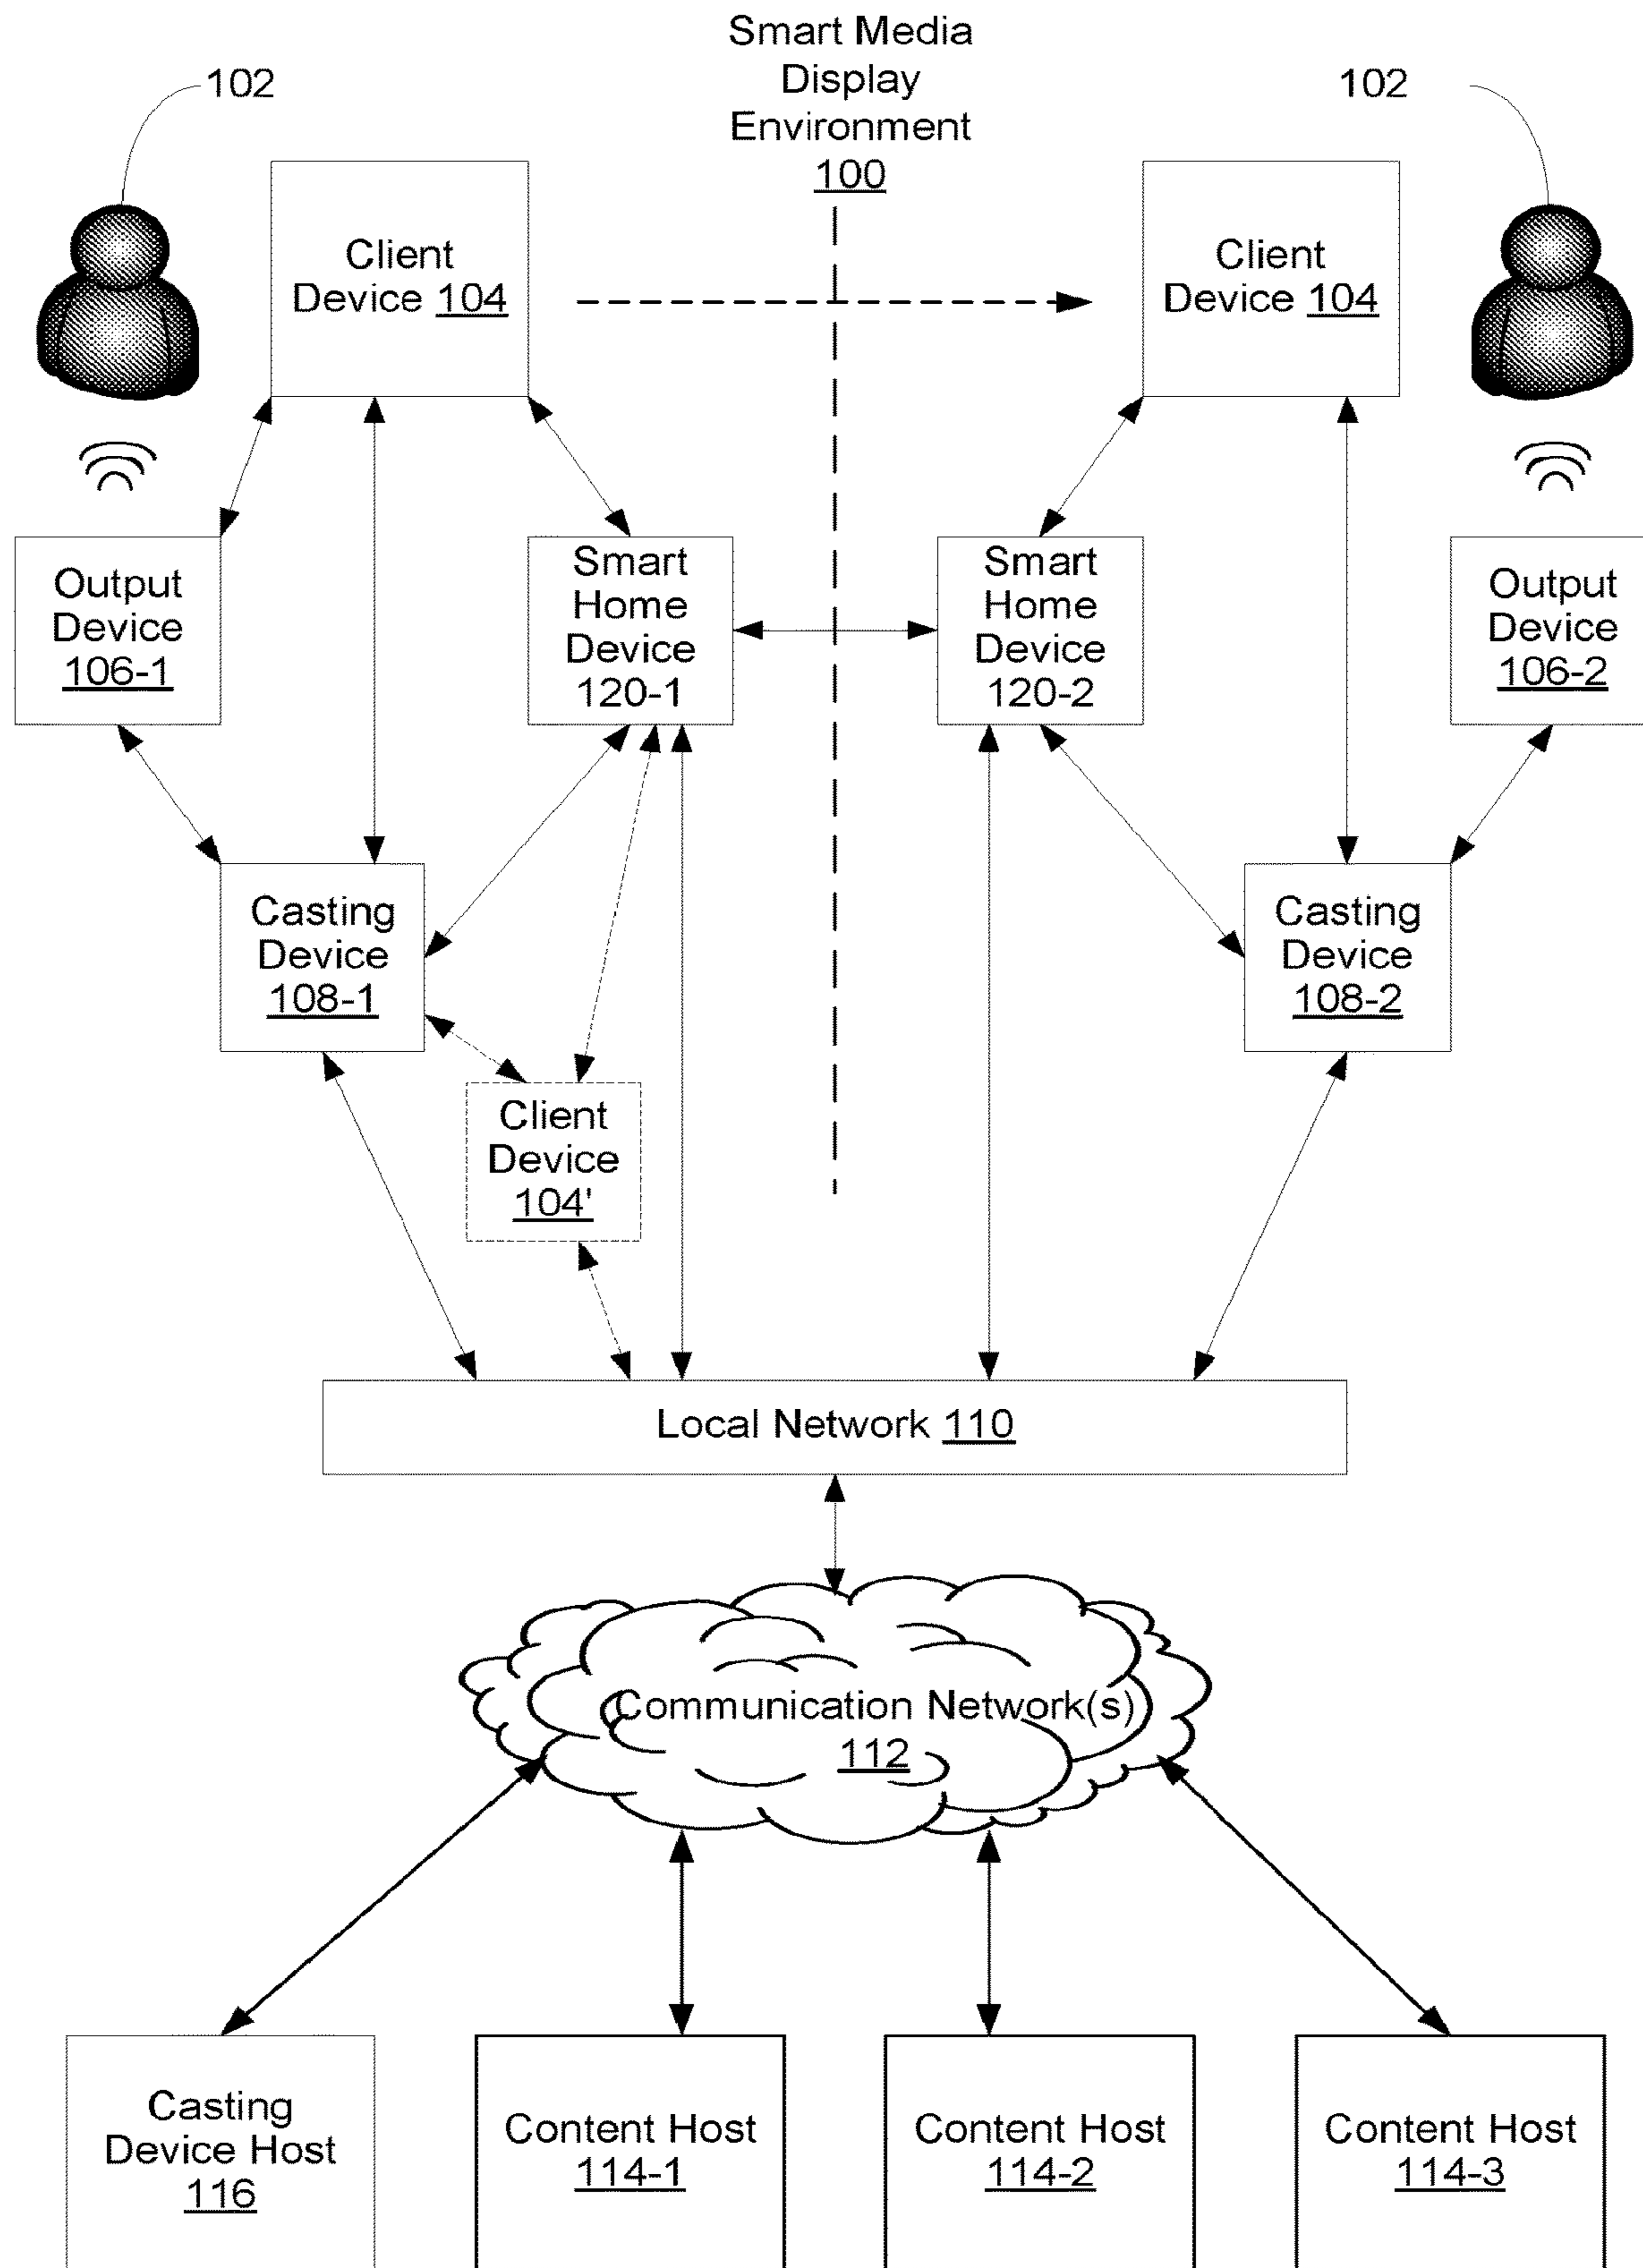 Smart Media
Display
Environment
100
102
102
Client
Device 104
Client
Device 104
Output
Device
106-1
Smart
Home
Device
120-1
Smart
Home
Device
120-2
Output
Device
106-2
Casting
Device
108-1
Casting
Device
108-2
Client
Device
104'
Local Network 110
Communication Network(s)
112
Casting
Device Host
116
Content Host
114-1
Content Host
114-2
Content Host
114-3